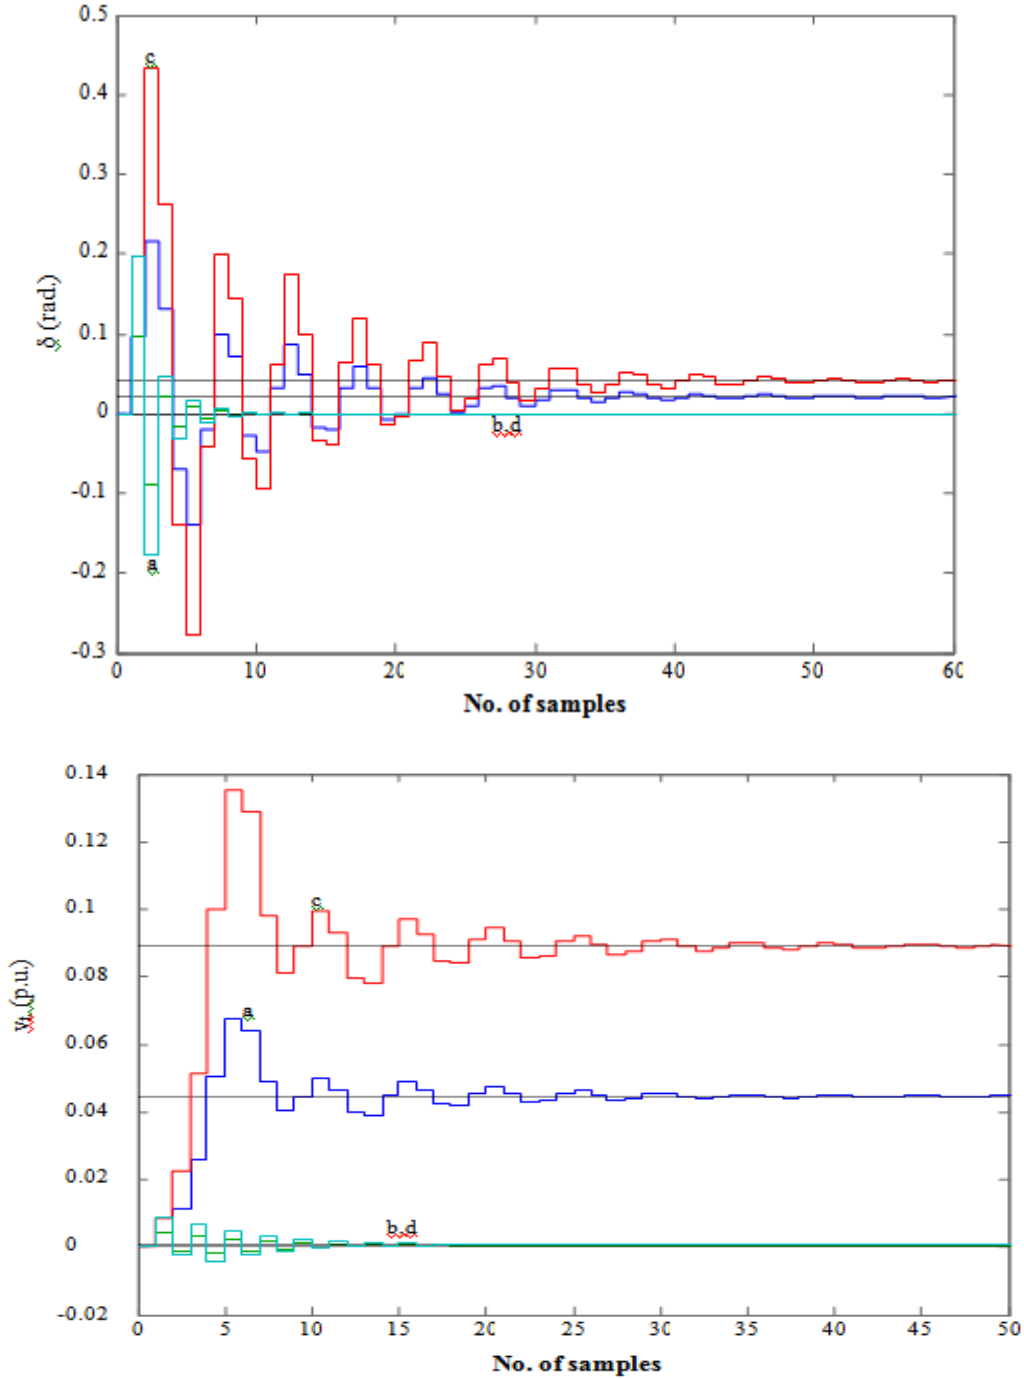 0.5
c
0.4
0.3
0.2
δ (rad.)
0.1
0
b,d
-0.1
a
-0.2
-0.3
0 10 20 30 40 50 60
No. of samples
0.14
0.12
c
0.1
0.08
vt (p.u.)
a
0.06
0.04
0.02
b,d
0
-0.02
0 5 10 15 20 25 30 35 40 45 50
No. of samples